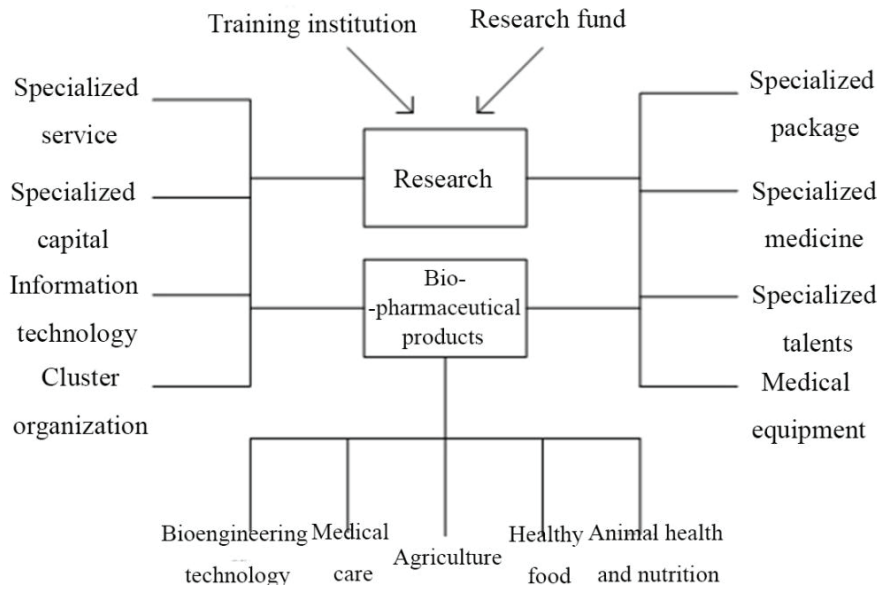 Training institution
Research fund
Specialized
service
Specialized
capital
Information
technology
Cluster
organization
Research
Bio-
-pharmaceutical
products
Specialized
package
Specialized
medicine
Specialized
talents
Medical
equipment
Bioengineering
technology
Medical
care
Agriculture
Healthy
food
Animal health
and nutrition